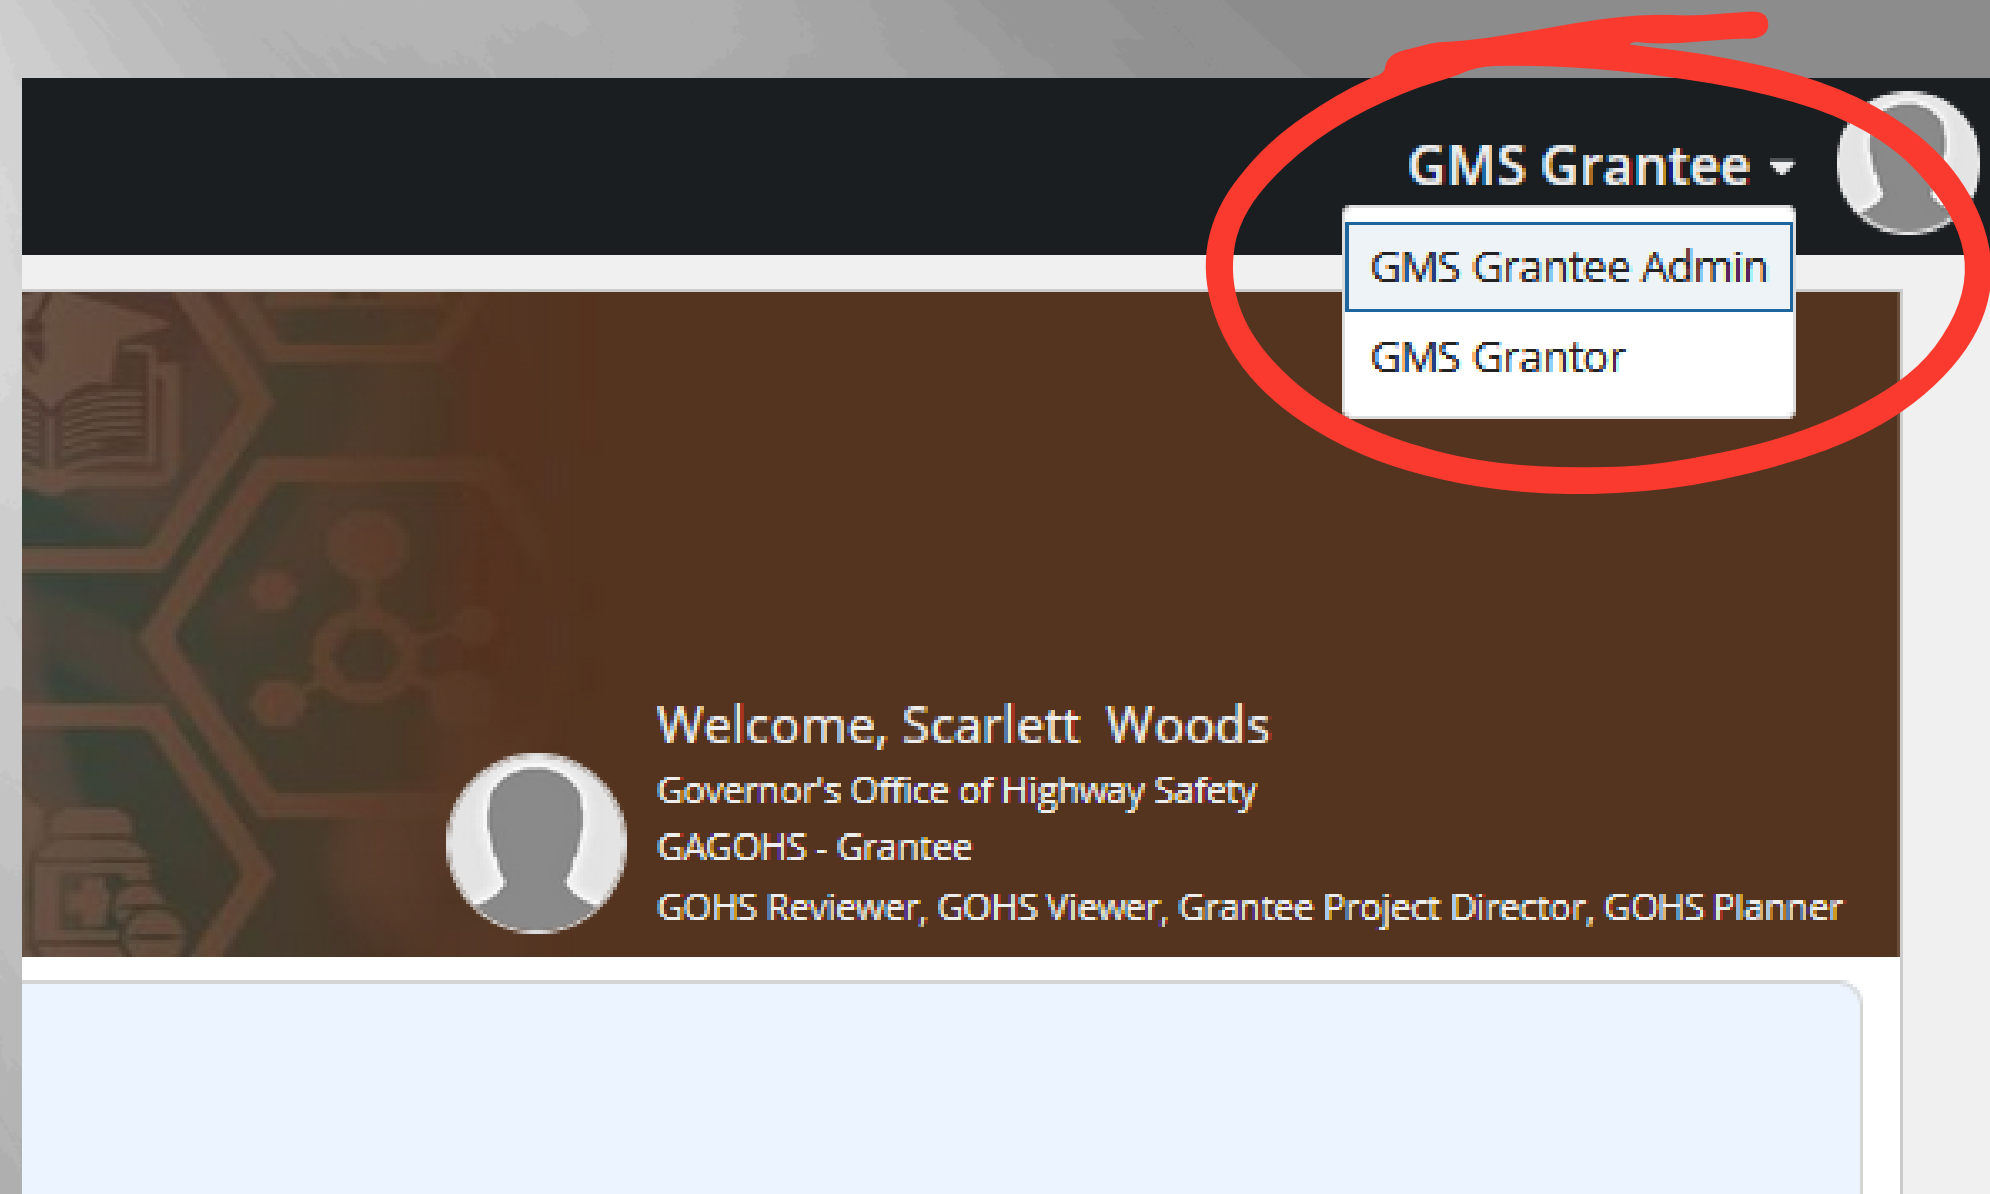 GMS Grantee
GMS Grantee Admin
GMS Grantor
Welcome, Scarlett Woods
Governor's Office of Highway Safety
GAGOHS - Grantee
GOHS Reviewer, GOHS Viewer, Grantee Project Director, GOHS Planner